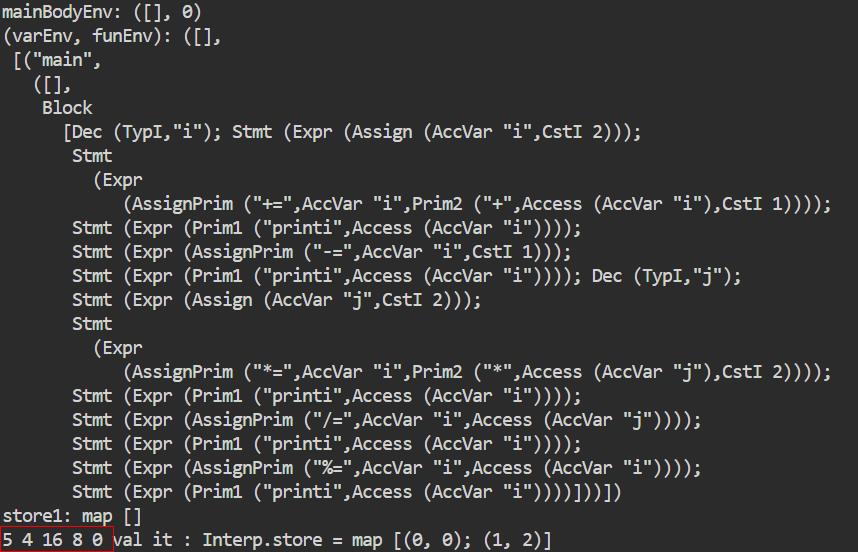 mainBodyEnv: ([], 0)
(varEnv, funEnv): ([],
 [("main",
   ([],
    Block
      [Dec (TypI,"i"); Stmt (Expr (Assign (AccVar "i",CstI 2)));
       Stmt
         (Expr
            (AssignPrim ("+=",AccVar "i",Prim2 ("+",Access (AccVar "i"),CstI 1))));
       Stmt (Expr (Prim1 ("printi",Access (AccVar "i"))));
       Stmt (Expr (AssignPrim ("-=",AccVar "i",CstI 1)));
       Stmt (Expr (Prim1 ("printi",Access (AccVar "i")))); Dec (TypI,"j");
       Stmt (Expr (Assign (AccVar "j",CstI 2)));
       Stmt
         (Expr
            (AssignPrim ("*=",AccVar "i",Prim2 ("*",Access (AccVar "j"),CstI 2))));
       Stmt (Expr (Prim1 ("printi",Access (AccVar "i"))));
       Stmt (Expr (AssignPrim ("/=",AccVar "i",Access (AccVar "j"))));
       Stmt (Expr (Prim1 ("printi",Access (AccVar "i"))));
       Stmt (Expr (AssignPrim ("%=",AccVar "i",Access (AccVar "i"))));
       Stmt (Expr (Prim1 ("printi",Access (AccVar "i"))))]))])
store1: map []
5 4 16 8 0 val it : Interp.store = map [(0, 0); (1, 2)]